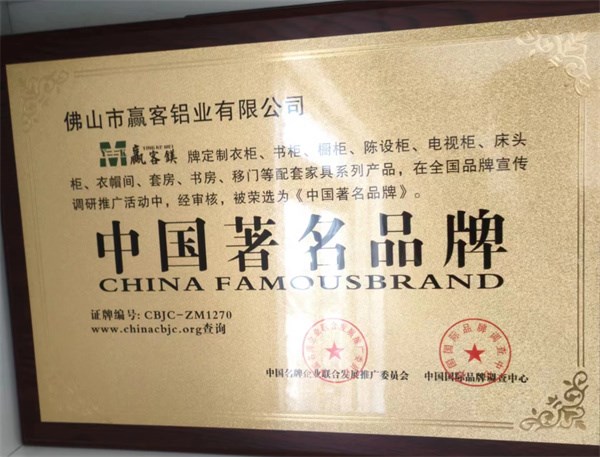 佛山市赢客铝业有限公司
YING KE MEI
赢客镁 牌定制衣柜、书柜、橱柜、陈设柜、电视柜、床头
柜、衣帽间、套房、书房、移门等配套家具系列产品，在全国品牌宣传
调研推广活动中，经审核，被荣选为《中国著名品牌》。
中国著名品牌
CHINA FAMOUSBRAND
证牌编号: CBJC-ZM1270
www.chinacbjc.org查询
中国名牌企业联合发展推广委员会 中国国际品牌调查中心